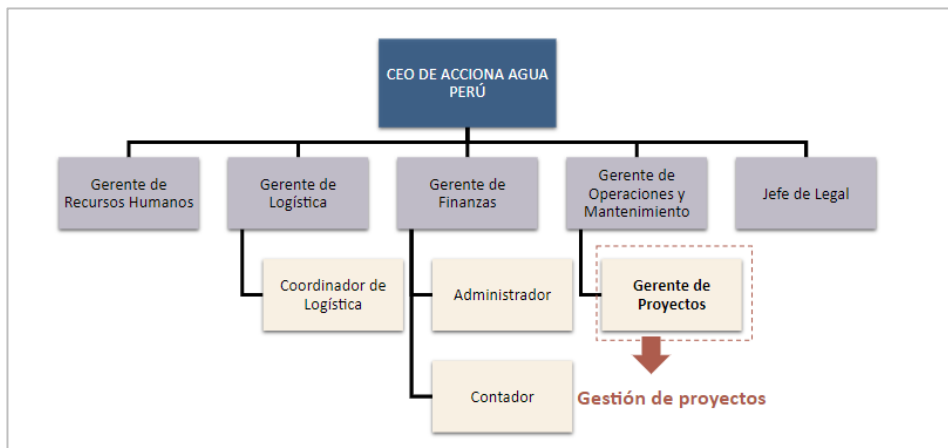 CEO DE ACCIONA AGUA
PERÚ
Gerente de
Recursos Humanos
Gerente de
Logística
Gerente de
Finanzas
Gerente de
Operaciones y
Mantenimiento
Jefe de Legal
Coordinador de
Logística
Administrador
Gerente de
Proyectos
Contador
Gestión de proyectos